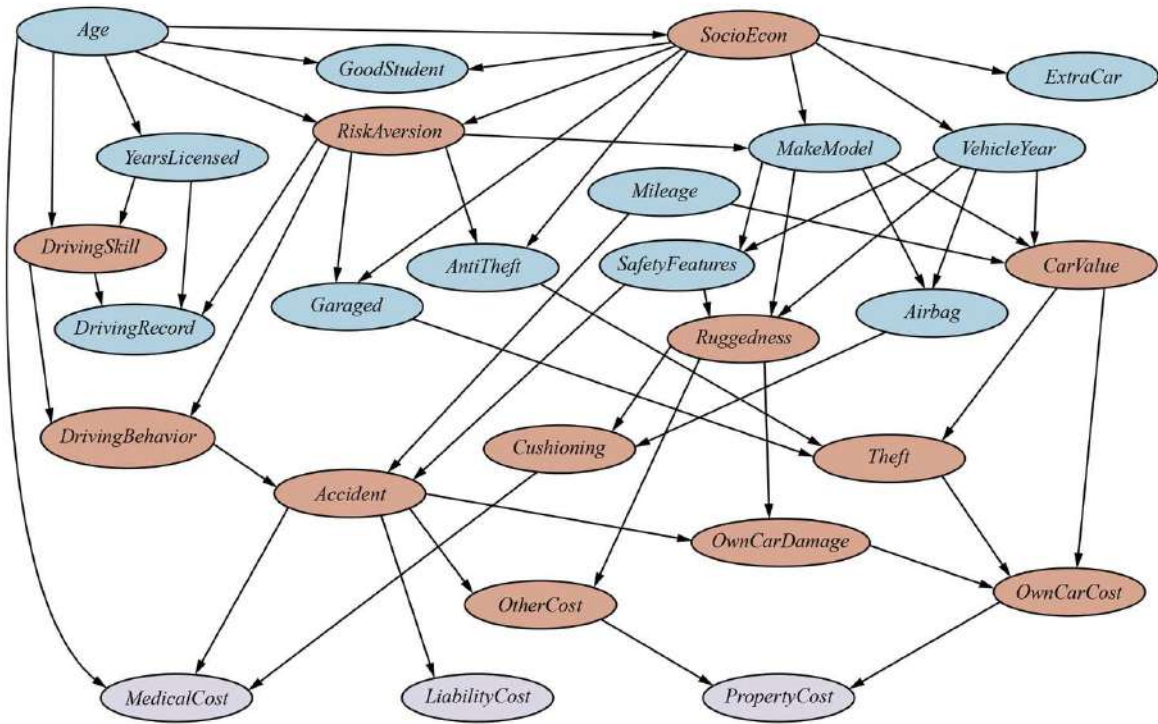 Age
SocioEcon
GoodStudent
ExtraCar
RiskAversion
YearsLicensed
MakeModel
VehicleYear
Mileage
DrivingSkill
AntiTheft
SafetyFeatures
CarValue
Garaged
DrivingRecord
Airbag
Ruggedness
DrivingBehavior
Cushioning
Theft
Accident
OwnCarDamage
OtherCost
OwnCarCost
MedicalCost
LiabilityCost
PropertyCost